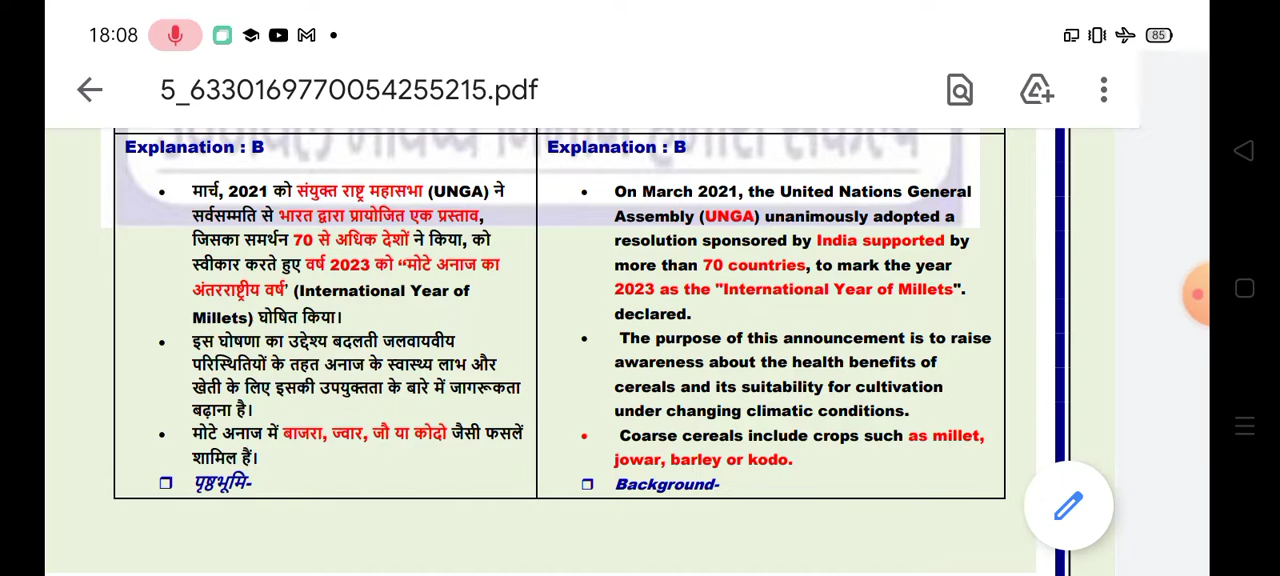 18:08
85
5_6330169770054255215.pdf
Explanation : B
मार्च, 2021 को संयुक्त राष्ट्र महासभा (UNGA) ने
सर्वसम्मति से भारत द्वारा प्रायोजित एक प्रस्ताव,
जिसका समर्थन 70 से अधिक देशों ने किया, को
स्वीकार करते हुए वर्ष 2023 को “मोटे अनाज का
अंतरराष्ट्रीय वर्ष' (International Year of
Millets) घोषित किया।
इस घोषणा का उद्देश्य बदलती जलवायवीय
परिस्थितियों के तहत अनाज के स्वास्थ्य लाभ और
खेती के लिए इसकी उपयुक्तता के बारे में जागरूकता
बढ़ाना है।
मोटे अनाज में बाजरा, ज्वार, जौ या कोदो जैसी फसलें
शामिल हैं।
पृष्ठभूमि-
Explanation : B
On March 2021, the United Nations General
Assembly (UNGA) unanimously adopted a
resolution sponsored by India supported by
more than 70 countries, to mark the year
2023 as the "International Year of Millets".
declared.
The purpose of this announcement is to raise
awareness about the health benefits of
cereals and its suitability for cultivation
under changing climatic conditions.
Coarse cereals include crops such as millet,
jowar, barley or kodo.
Background-